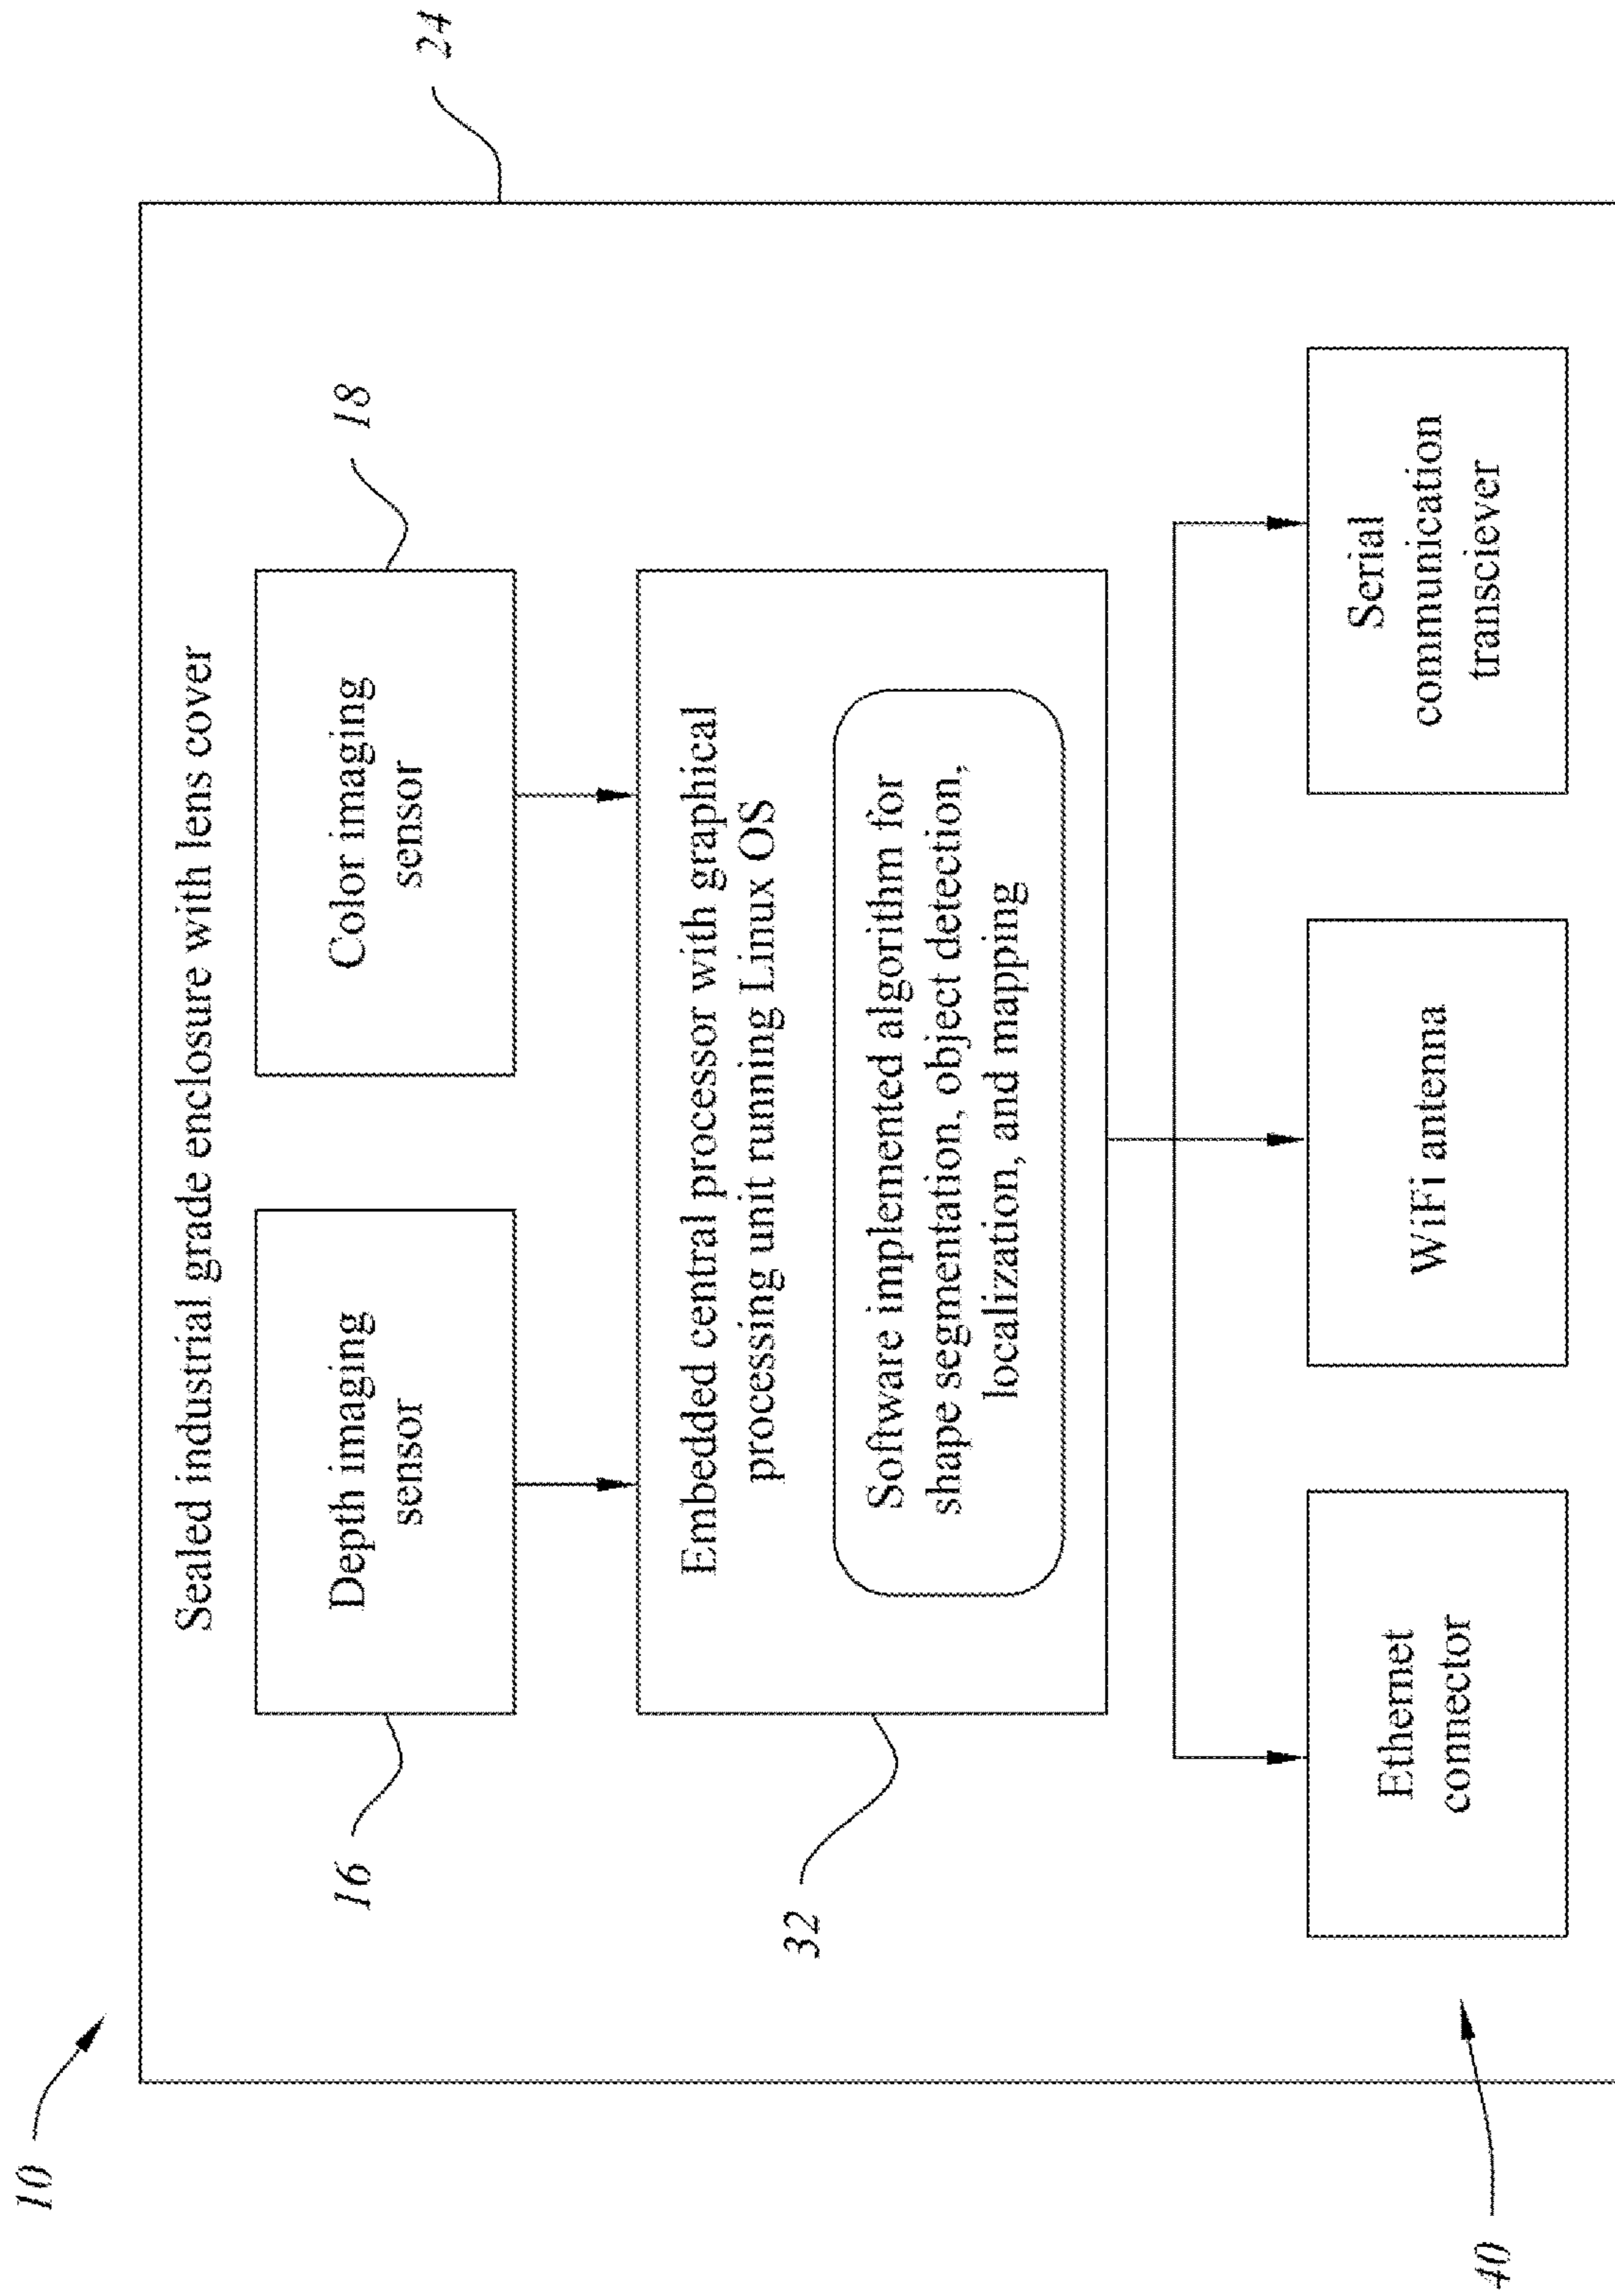 10
24
Sealed industrial grade enclosure with lens cover
16
Depth imaging
sensor
Color imaging
sensor
18
32
Embedded central processor with graphical
processing unit running Linux OS
Software implemented algorithm for
shape segmentation, object detection,
localization, and mapping
40
Ethernet
connector
WiFi antenna
Serial
communication
transciever